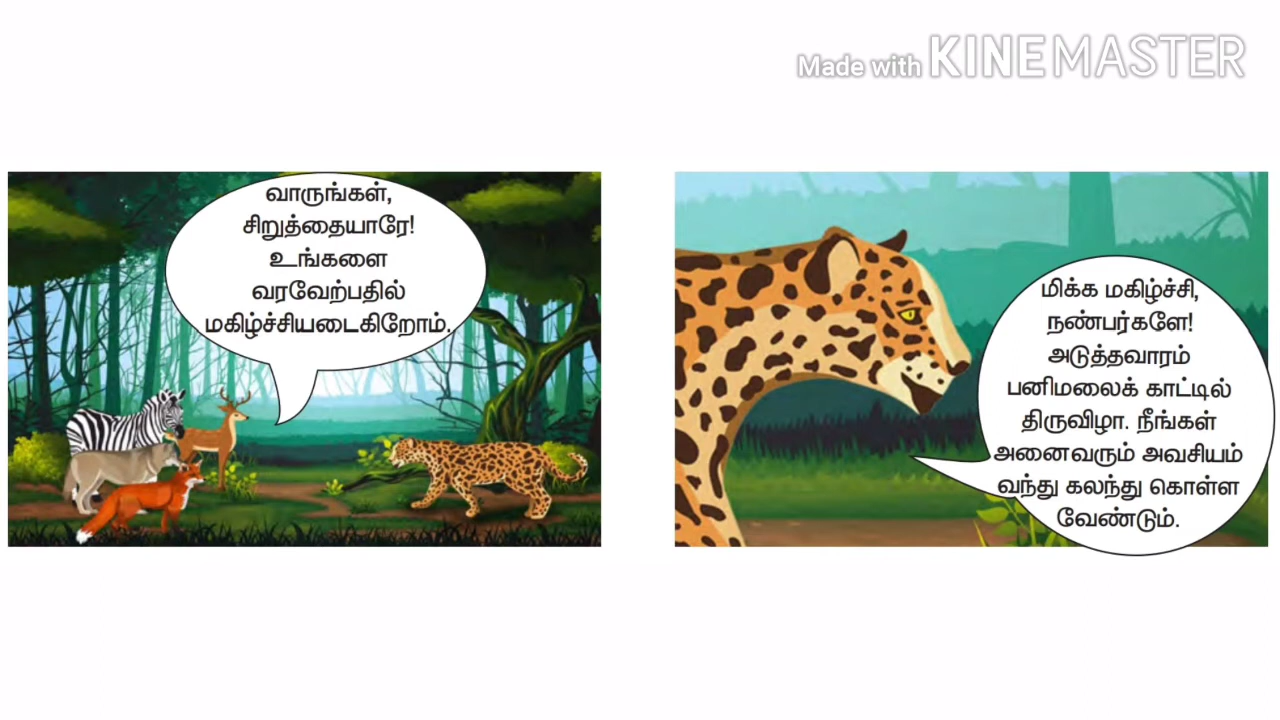 Made with KINEMASTER
வாருங்கள்,
சிறுத்தையாரே!
உங்களை
வரவேற்பதில்
மகிழ்ச்சியடைகிறோம்.
மிக்க மகிழ்ச்சி,
நண்பர்களே!
அடுத்தவாரம்
பனிமலைக் காட்டில்
திருவிழா. நீங்கள்
அனைவரும் அவசியம்
வந்து கலந்து கொள்ள
வேண்டும்.